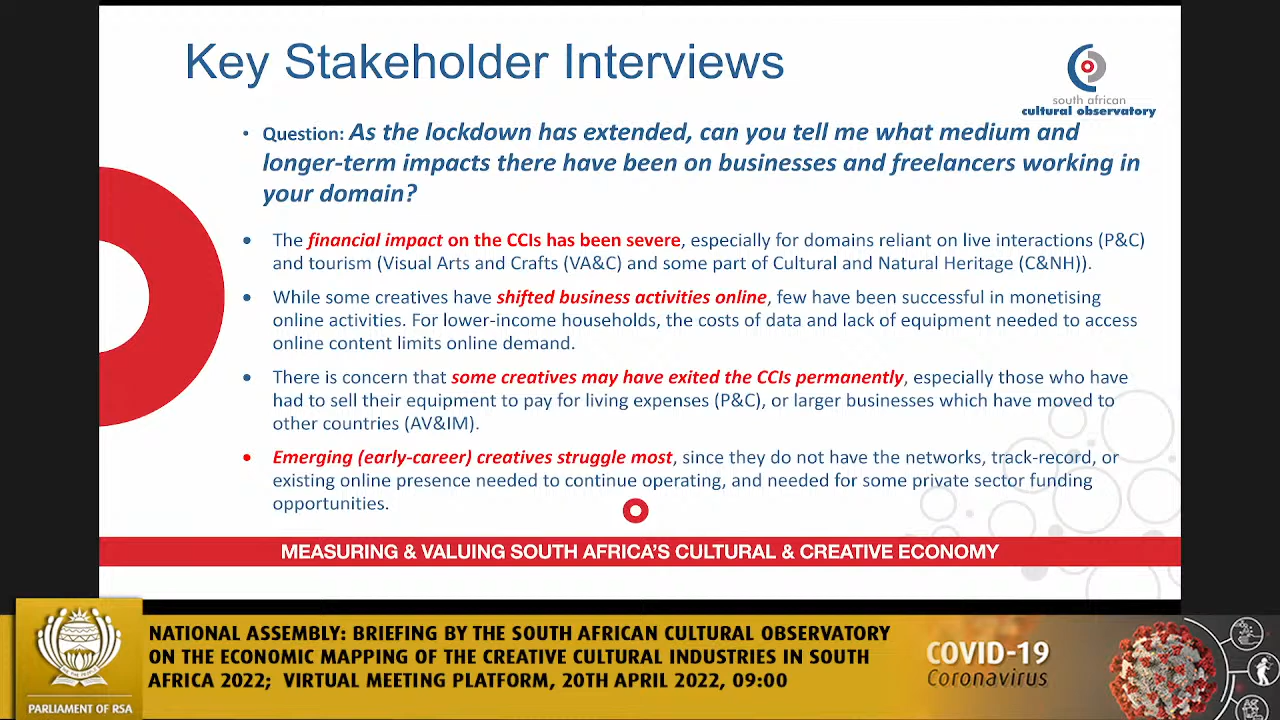 Key Stakeholder Interviews
south african
cultural observatory
• Question: As the lockdown has extended, can you tell me what medium and
longer-term impacts there have been on businesses and freelancers working in
your domain?
• The financial impact on the CCIs has been severe, especially for domains reliant on live interactions (P&C)
and tourism (Visual Arts and Crafts (VA&C) and some part of Cultural and Natural Heritage (C&NH)).
• While some creatives have shifted business activities online, few have been successful in monetising
online activities. For lower-income households, the costs of data and lack of equipment needed to access
online content limits online demand.
• There is concern that some creatives may have exited the CCIs permanently, especially those who have
had to sell their equipment to pay for living expenses (P&C), or larger businesses which have moved to
other countries (AV&IM).
• Emerging (early-career) creatives struggle most, since they do not have the networks, track-record, or
existing online presence needed to continue operating, and needed for some private sector funding
opportunities.
MEASURING & VALUING SOUTH AFRICA'S CULTURAL & CREATIVE ECONOMY
NATIONAL ASSEMBLY: BRIEFING BY THE SOUTH AFRICAN CULTURAL OBSERVATORY
ON THE ECONOMIC MAPPING OF THE CREATIVE CULTURAL INDUSTRIES IN SOUTH
AFRICA 2022; VIRTUAL MEETING PLATFORM, 20TH APRIL 2022, 09:00
PARLIAMENT OF RSA
COVID-19
Coronavirus